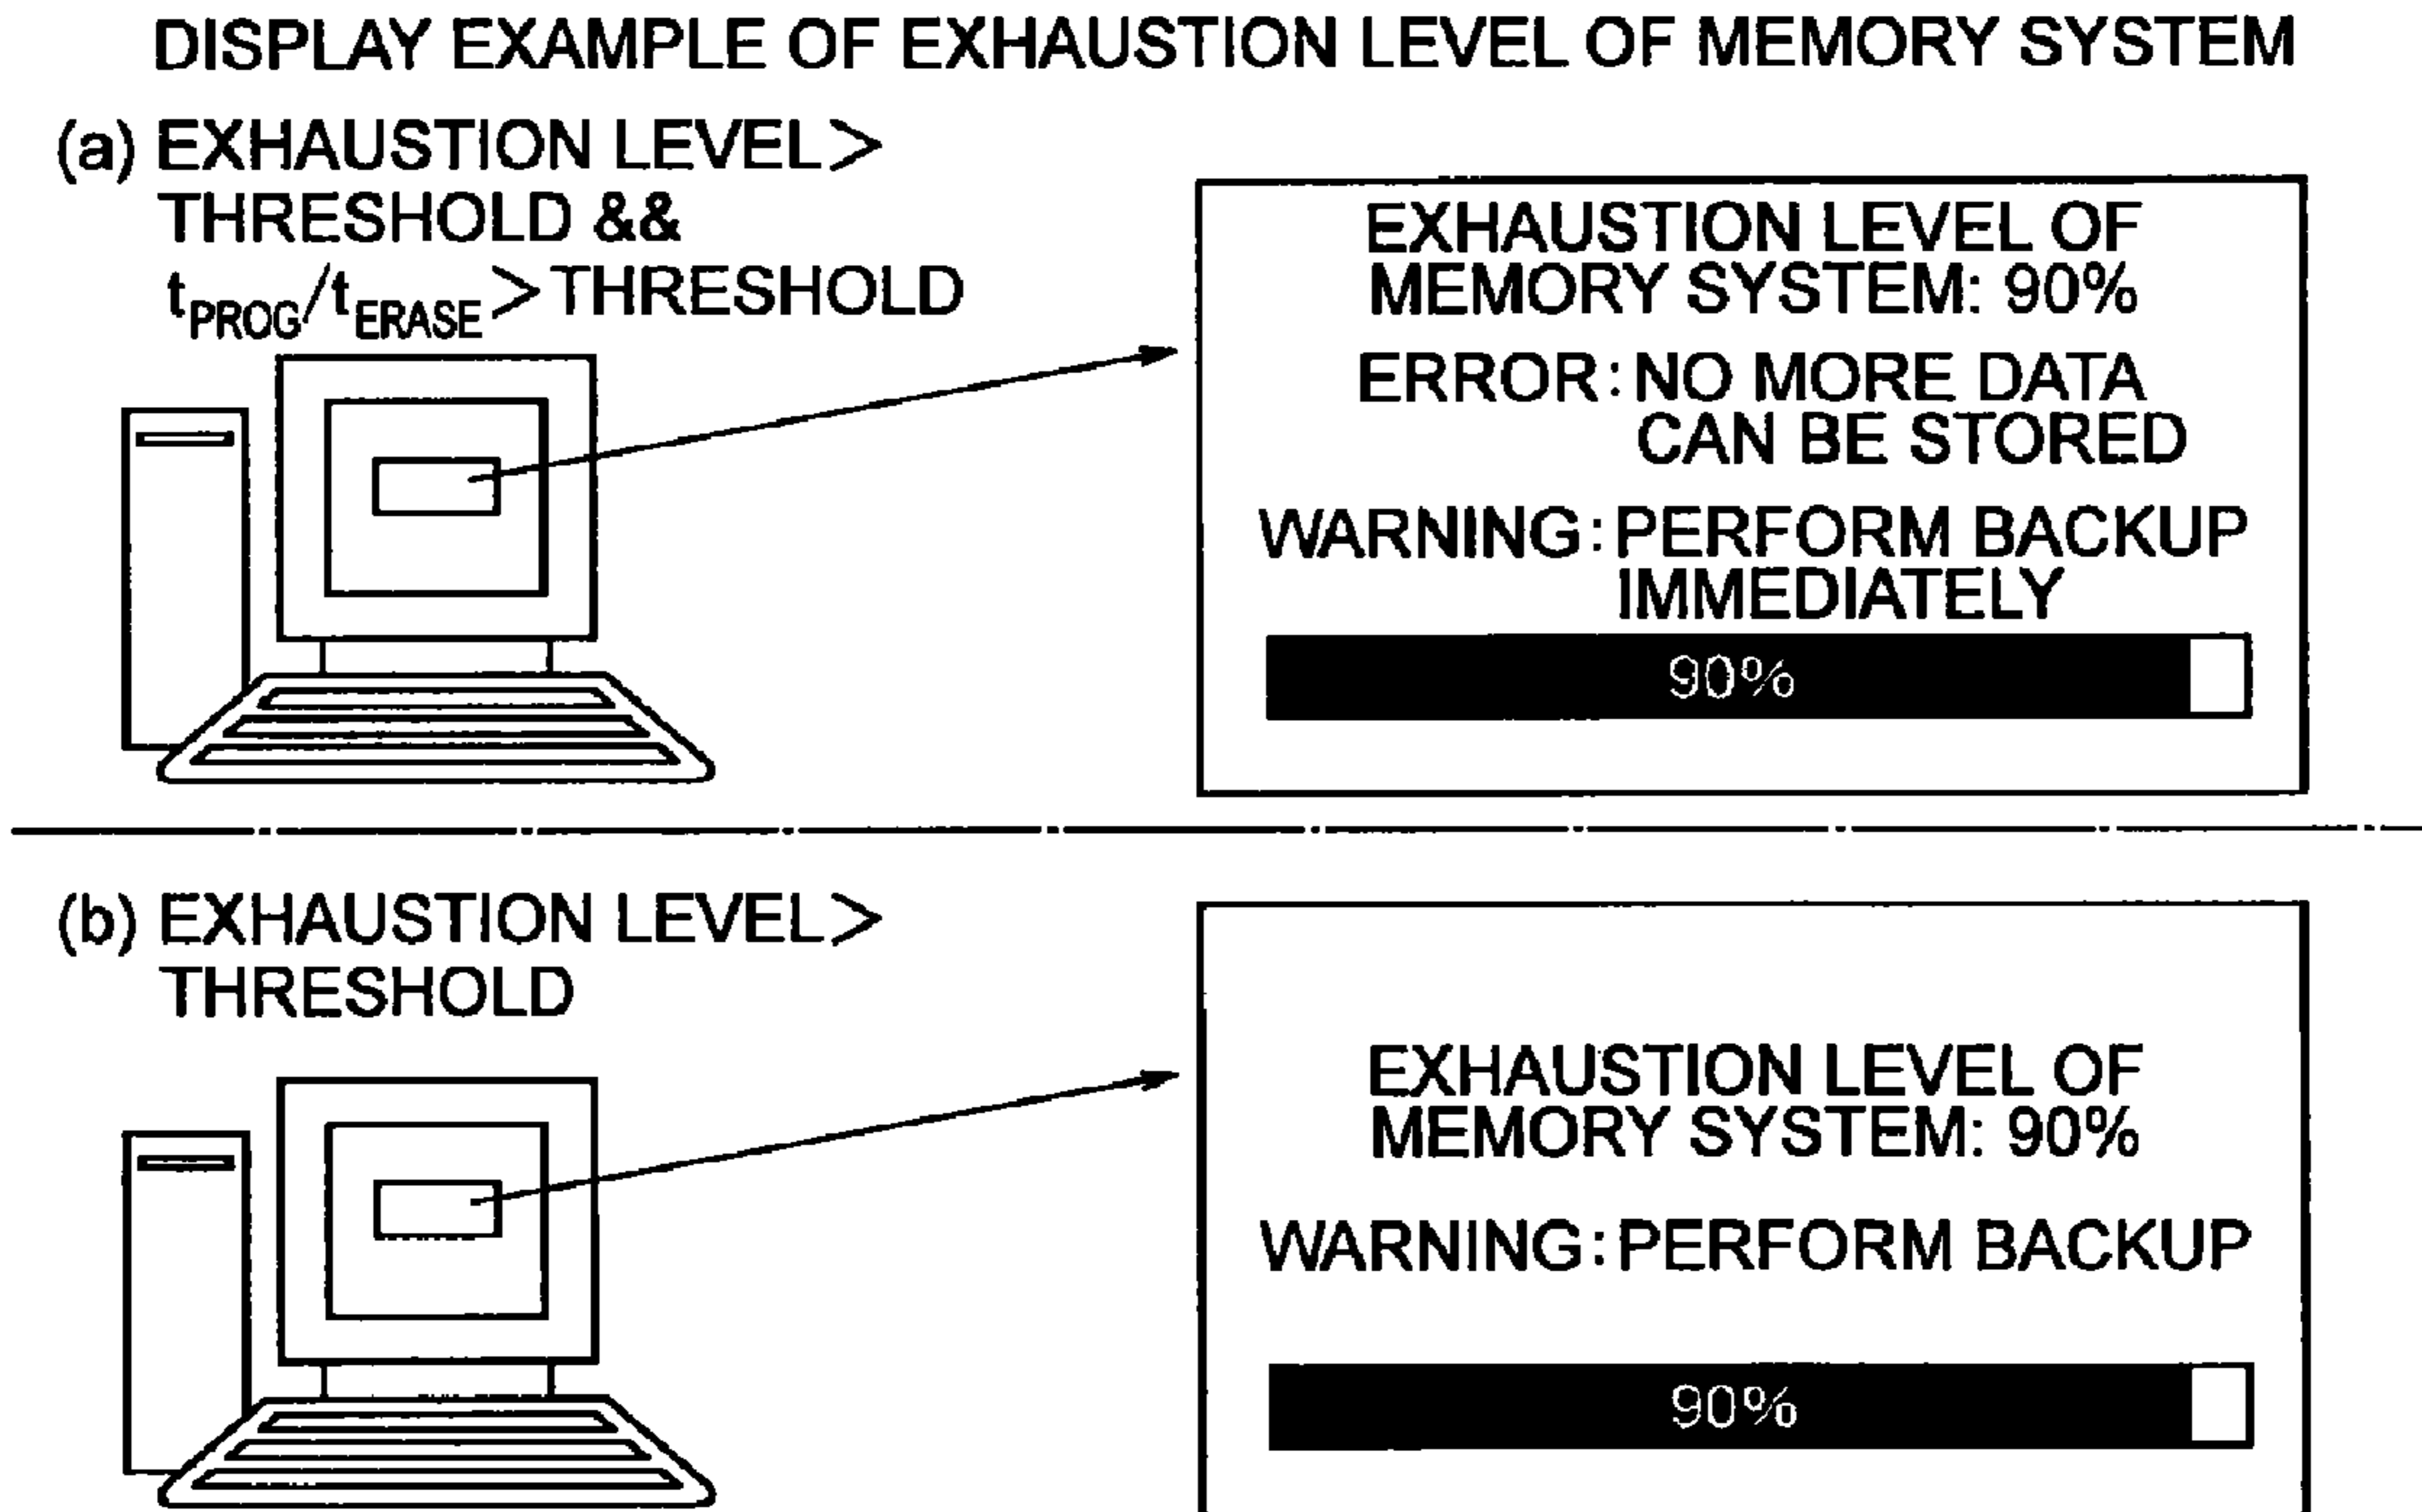 DISPLAY EXAMPLE OF EXHAUSTION LEVEL OF MEMORY SYSTEM
(a) EXHAUSTION LEVEL>
THRESHOLD &&
tPROG/tERASE>THRESHOLD
EXHAUSTION LEVEL OF
MEMORY SYSTEM: 90%
ERROR: NO MORE DATA
CAN BE STORED
WARNING: PERFORM BACKUP
IMMEDIATELY
90%
(b) EXHAUSTION LEVEL>
THRESHOLD
EXHAUSTION LEVEL OF
MEMORY SYSTEM: 90%
WARNING: PERFORM BACKUP
90%